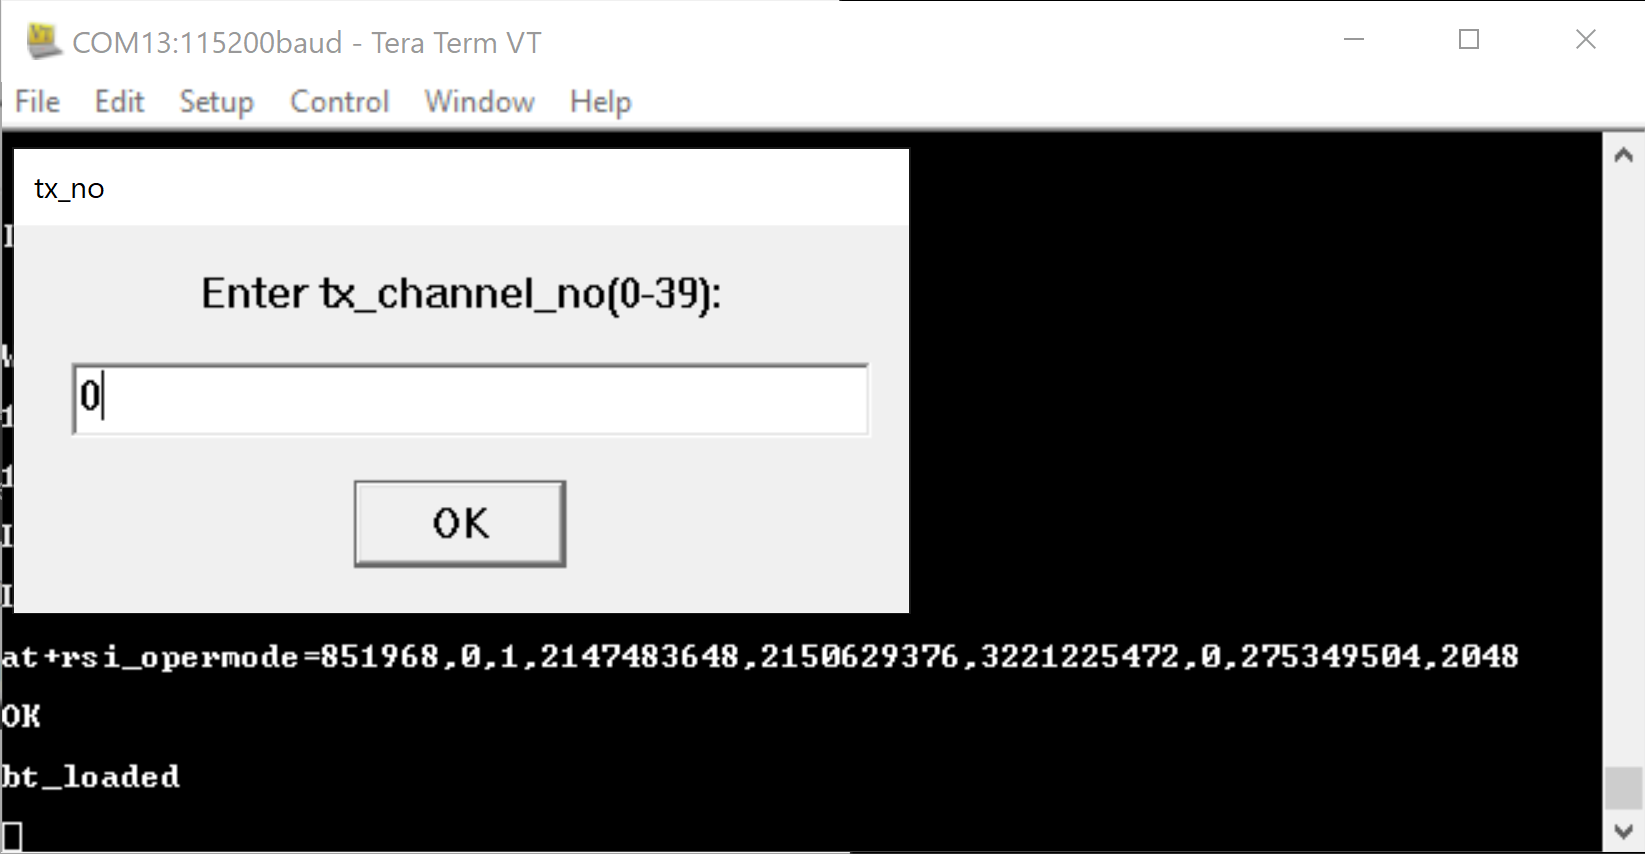 COM13:115200baud - Tera Term VT
File Edit Setup Control Window Help
tx_no
Enter tx_channel_no(0-39):
0
OK
at+rsi_opermode=851968,0,1,2147483648,2150629376,3221225472,0,275349504,2048
OK
bt_loaded